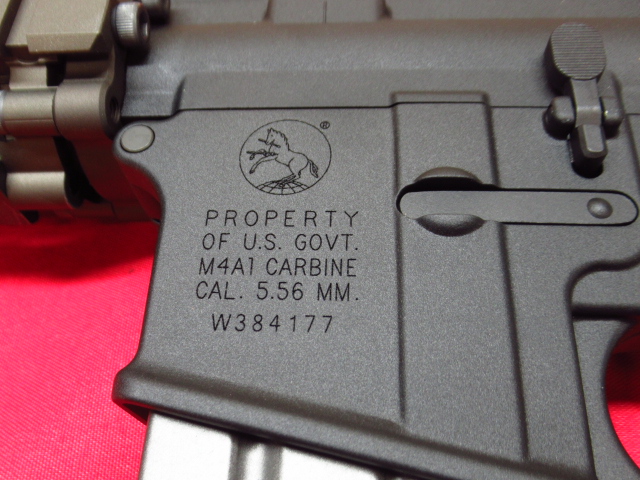 ®
PROPERTY
OF U.S. GOVT.
M4A1 CARBINE
CAL. 5.56 MM.
W384177